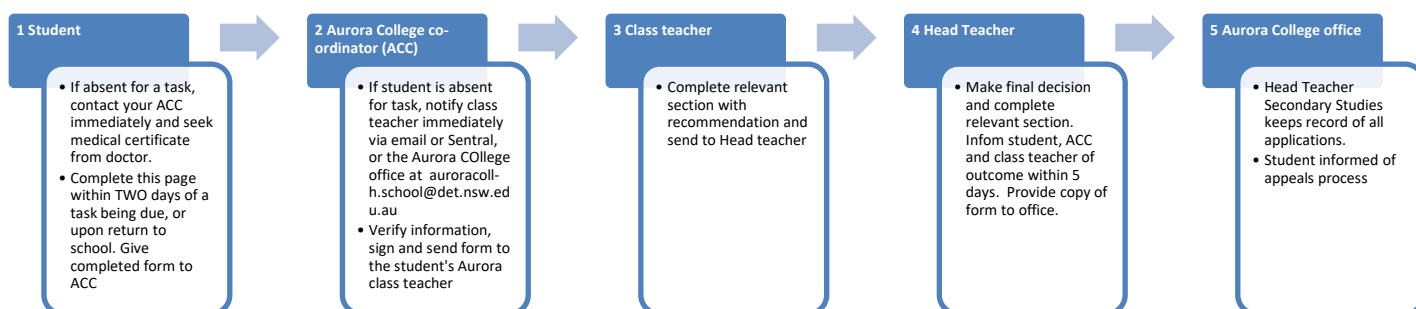 1 Student
• If absent for a task,
contact your ACC
immediately and seek
medical certificate
from doctor.
• Complete this page
within TWO days of a
task being due, or
upon return to
school. Give
completed form to
ACC
2 Aurora College co-
ordinator (ACC)
• If student is absent
for task, notify class
teacher immediately
via email or Sentral,
or the Aurora COllege
office at auroracoll-
h.school@det.nsw.ed
u.au
• Verify information,
sign and send form to
the student's Aurora
class teacher
3 Class teacher
• Complete relevant
section with
recommendation and
send to Head teacher
4 Head Teacher
• Make final decision
and complete
relevant section.
Infom student, ACC
and class teacher of
outcome within 5
days. Provide copy of
form to office.
5 Aurora College office
• Head Teacher
Secondary Studies
keeps record of all
applications.
• Student informed of
appeals process